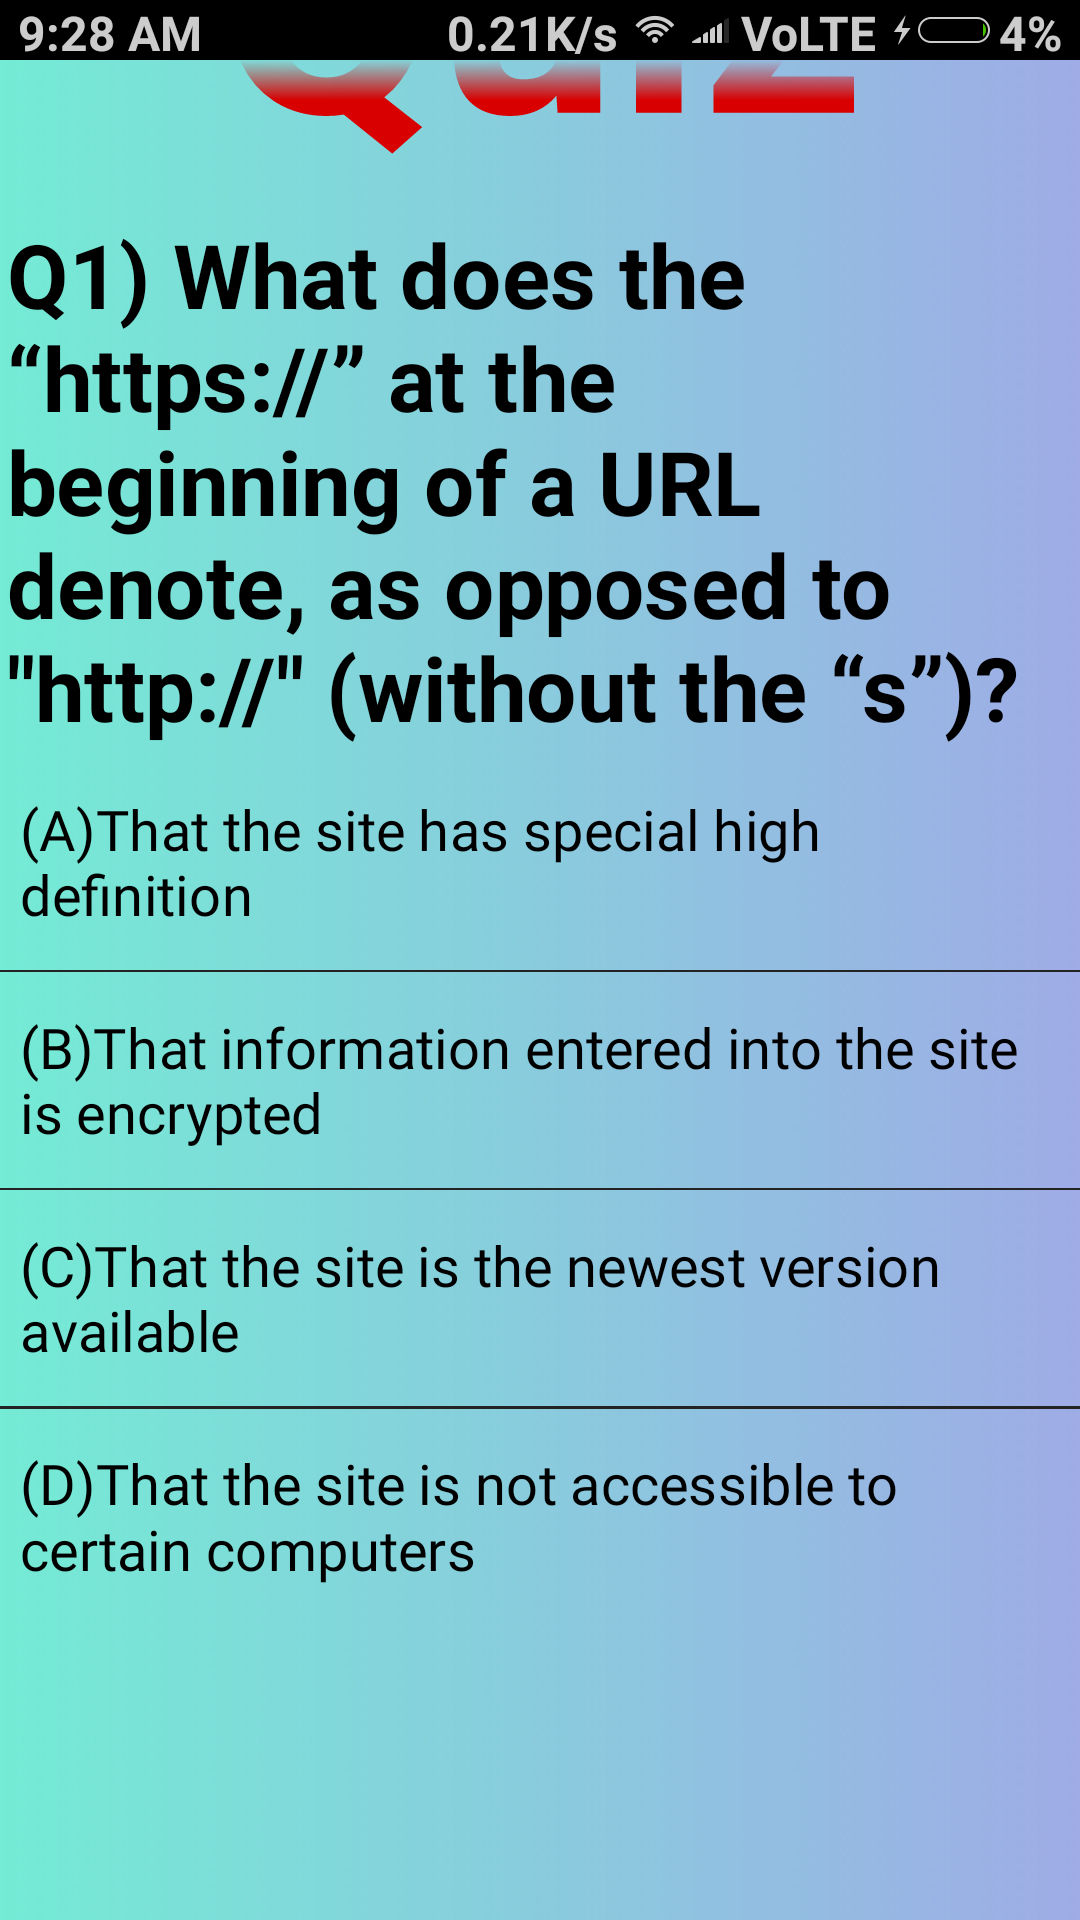 9:28 AM 0.21K/s VoLTE 4%
Quiz
Q1) What does the
“https://” at the
beginning of a URL
denote, as opposed to
"http://" (without the “s”)?
(A)That the site has special high
definition
(B)That information entered into the site
is encrypted
(C)That the site is the newest version
available
(D)That the site is not accessible to
certain computers